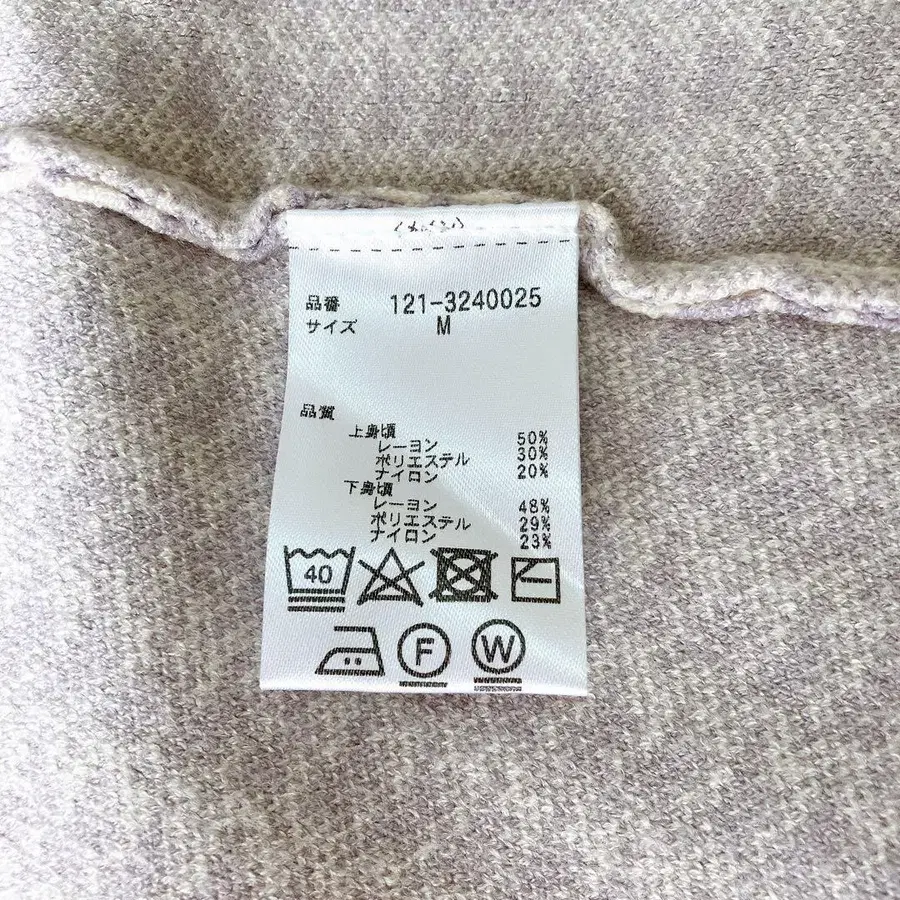 品番 121-3240025
サイズ M
品質
上身頃
レーヨン 50%
ポリエステル 30%
ナイロン 20%
下身頃
レーヨン 48%
ポリエステル 29%
ナイロン 23%
40
F W